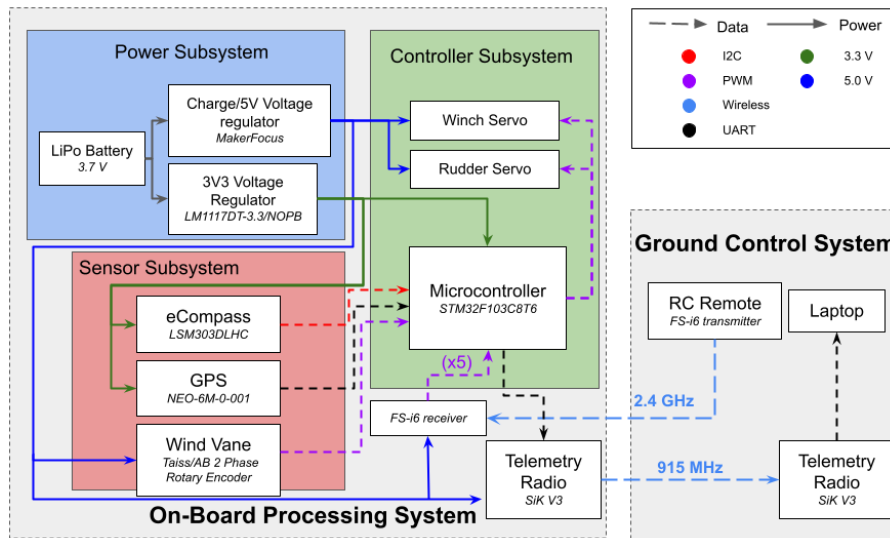 Power Subsystem
Charge/5V Voltage
regulator
MakerFocus
LiPo Battery
3.7 V
3V3 Voltage
Regulator
LM1117DT-3.3/NOPB
Controller Subsystem
Winch Servo
Rudder Servo
Microcontroller
STM32F103C8T6
(x5)
Sensor Subsystem
eCompass
LSM303DLHC
GPS
NEO-6M-0-001
Wind Vane
Taiss/AB 2 Phase
Rotary Encoder
FS-i6 receiver
Telemetry
Radio
SiK V3
On-Board Processing System
Data
Power
I2C
3.3 V
PWM
5.0 V
Wireless
UART
Ground Control System
RC Remote
FS-i6 transmitter
Laptop
2.4 GHz
915 MHz
Telemetry
Radio
SiK V3